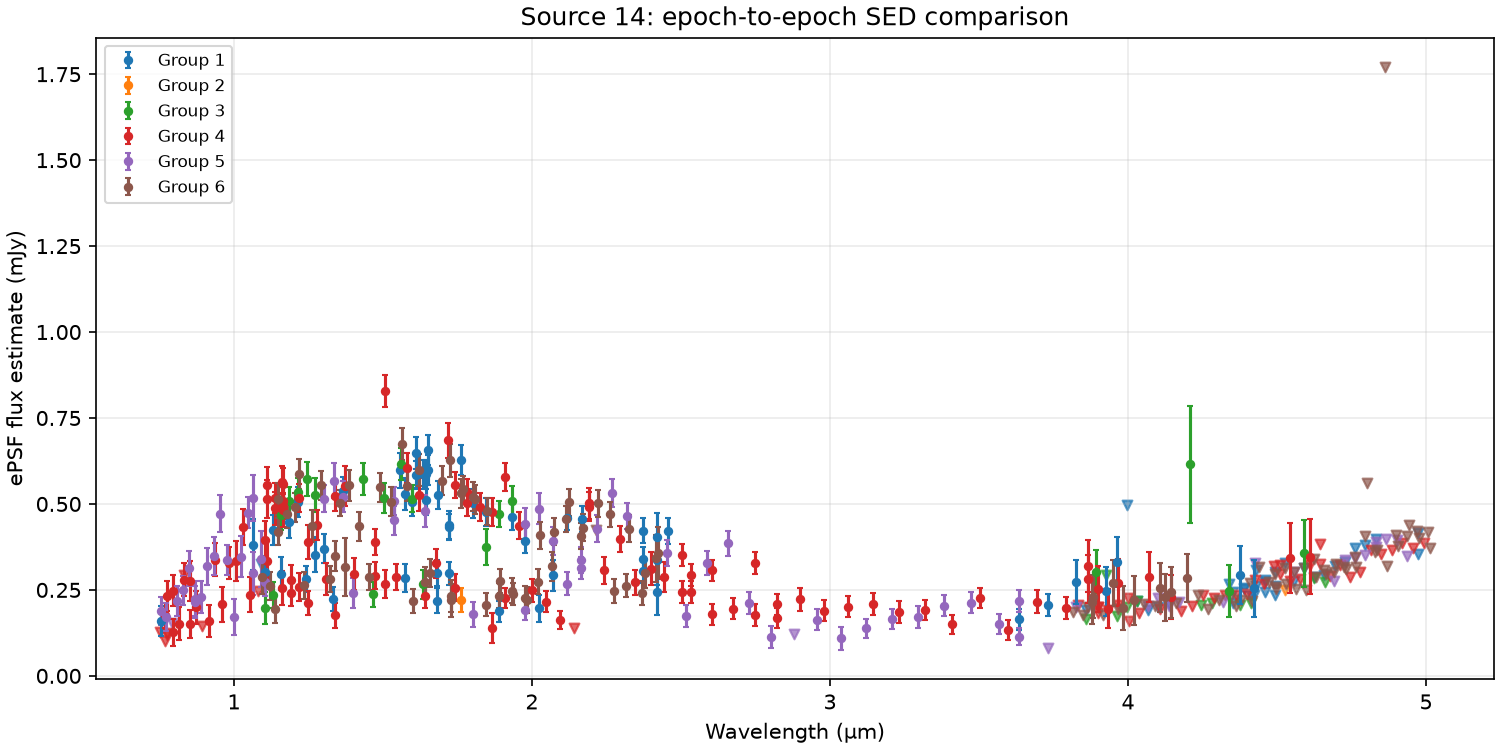 Source 14: epoch-to-epoch SED comparison
Group 1
Group 2
Group 3
Group 4
Group 5
Group 6
ePSF flux estimate (mJy)
1.75
1.50
1.25
1.00
0.75
0.50
0.25
0.00
1 2 3 4 5
Wavelength (μm)